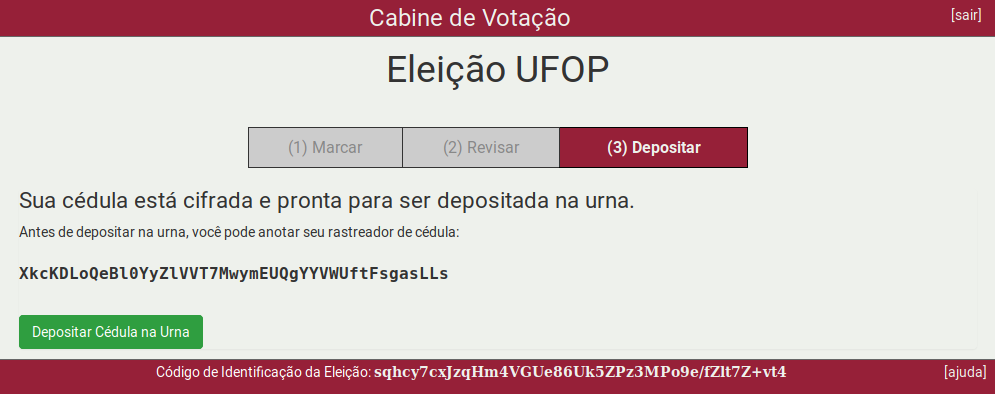 Cabine de Votação
[sair]
Eleição UFOP
(1) Marcar
(2) Revisar
(3) Depositar
Sua cédula está cifrada e pronta para ser depositada na urna.
Antes de depositar na urna, você pode anotar seu rastreador de cédula:
XkcKDLoQeBl0YyZlVVT7MwymEUQgYYVWUftFsgasLLs
Depositar Cédula na Urna
Código de Identificação da Eleição: sqhcy7cxJzqHm4VGUe86Uk5ZPz3MPo9e/fZlt7Z+vt4
[ajuda]